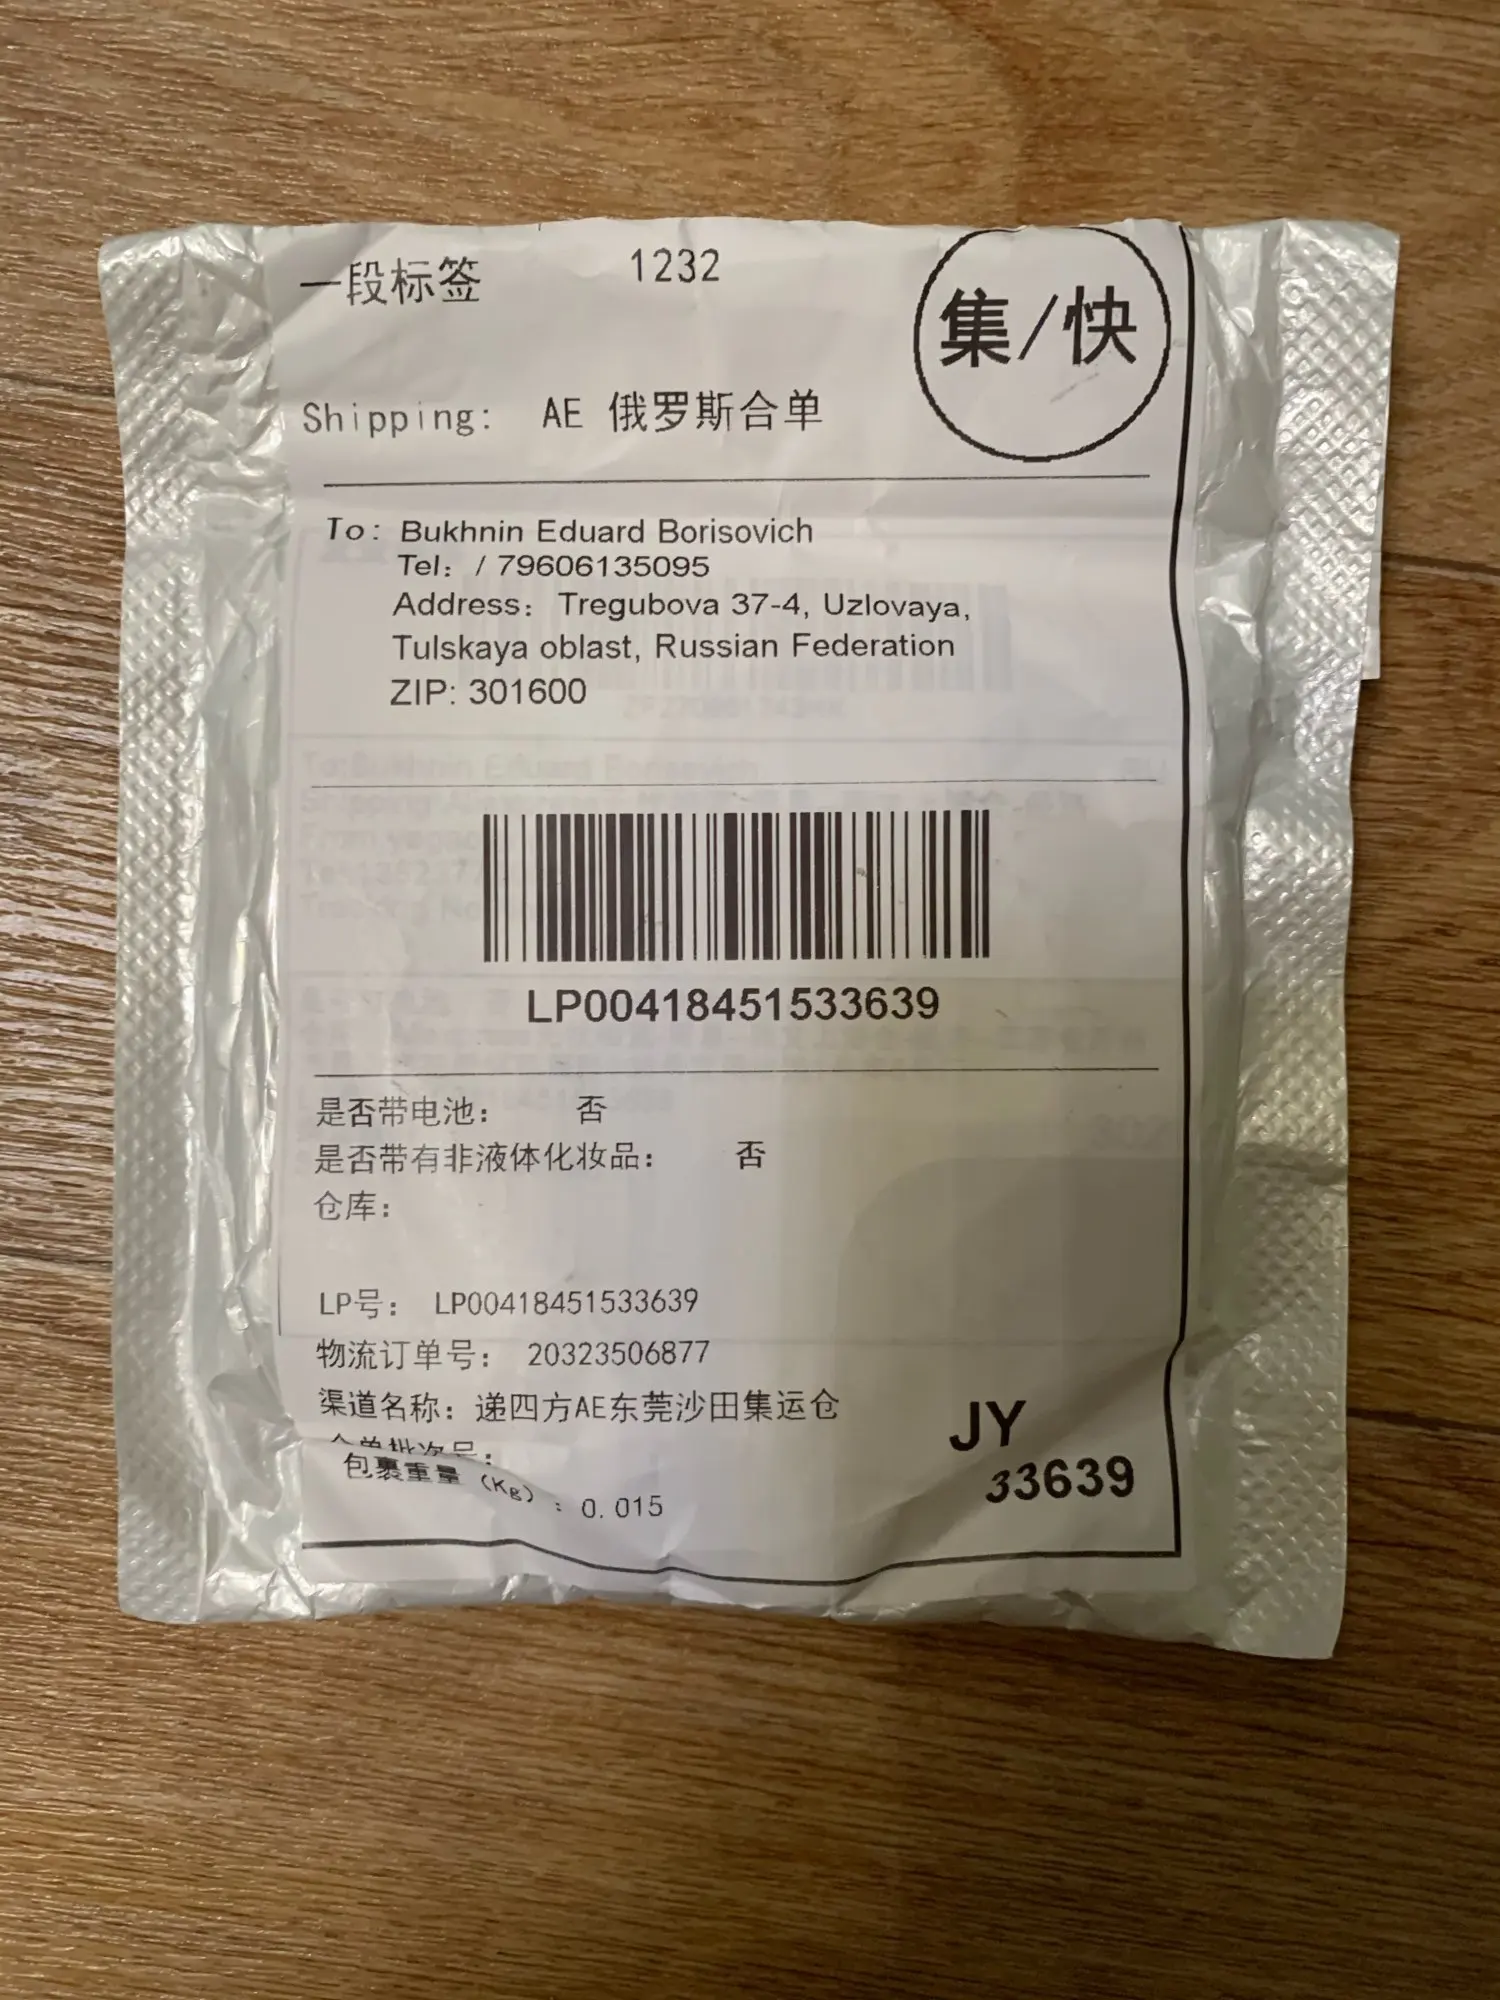 一段标签 1232
集/快
Shipping: AE 俄罗斯合单
To: Bukhnin Eduard Borisovich
Tel: / 79606135095
Address: Tregubova 37-4, Uzlovaya,
Tulskaya oblast, Russian Federation
ZIP: 301600
LP00418451533639
是否带电池: 否
是否带有非液体化妆品: 否
仓库:
LP号: LP00418451533639
物流订单号: 20323506877
渠道名称: 递四方AE东莞沙田集运仓
包裹重量 (Kg) : 0.015
JY
33639